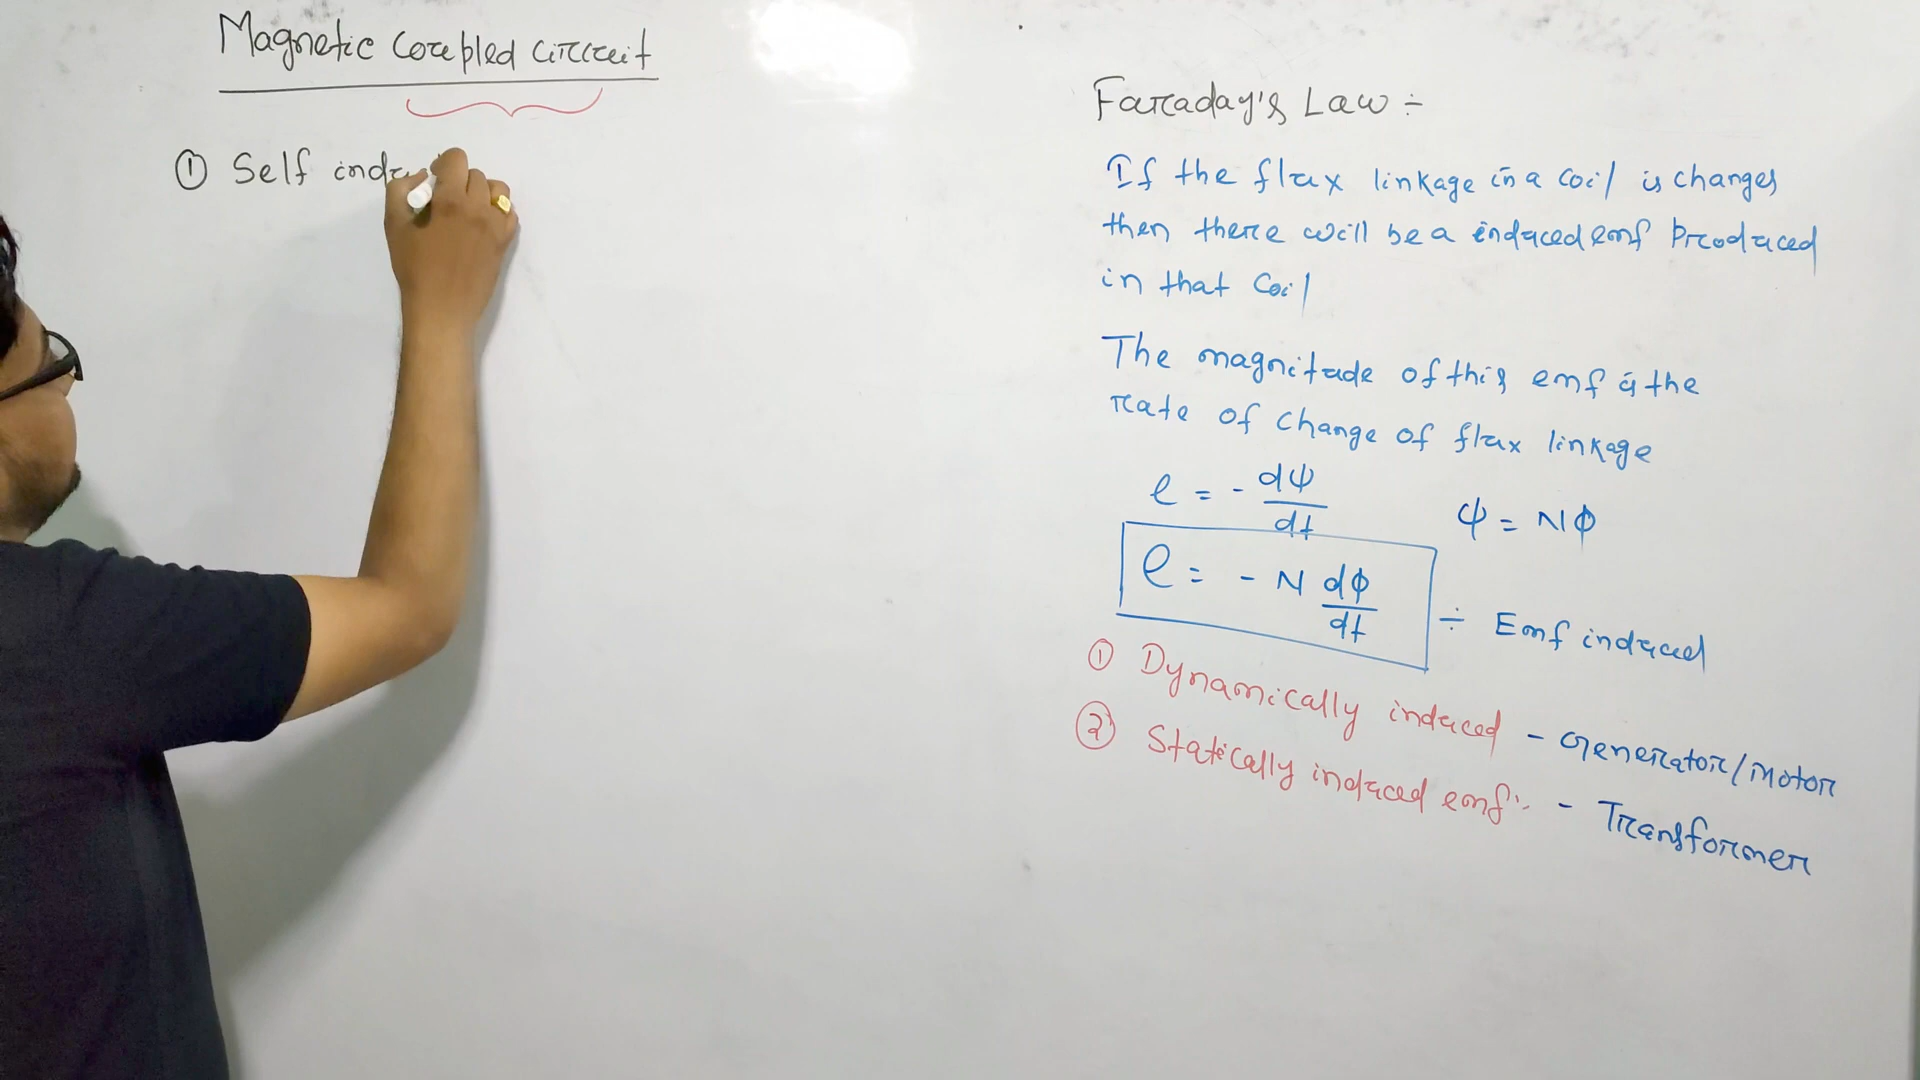 Magnetic Coupled Circuit
① Self indu
Faraday's Law ÷
If the flux linkage in a coil is changes
then there will be a induced emf Produced
in that Coil
The magnitude of this emf is the
rate of change of flux linkage
e = - dψ/dt ψ = Nϕ
e = - N dϕ/dt ÷ Emf induced
① Dynamically induced - Generator/Motor
② Statically induced emf :- - Transformer